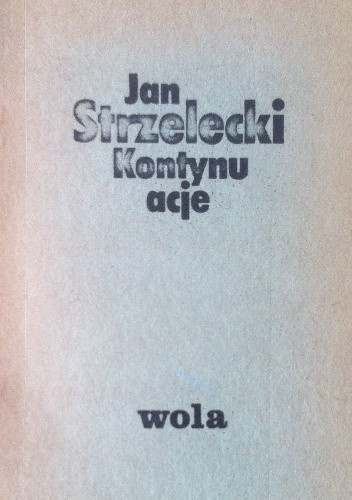 Jan
Strzelecki
Kontynu
acje
wola